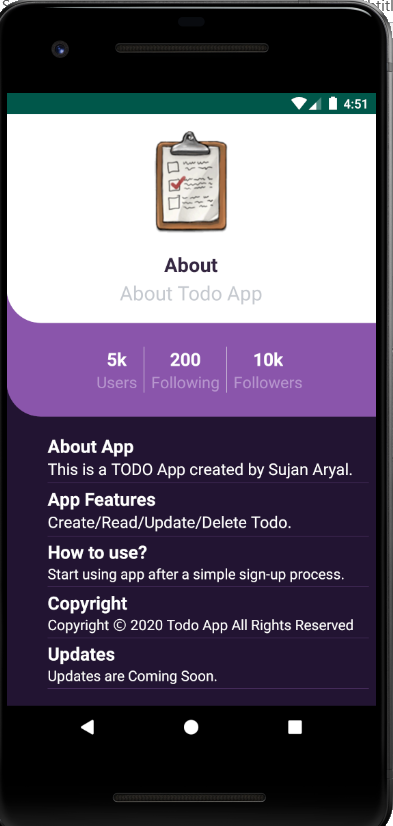 4:51
About
About Todo App
5k 200 10k
Users Following Followers
About App
This is a TODO App created by Sujan Aryal.
App Features
Create/Read/Update/Delete Todo.
How to use?
Start using app after a simple sign-up process.
Copyright
Copyright © 2020 Todo App All Rights Reserved
Updates
Updates are Coming Soon.